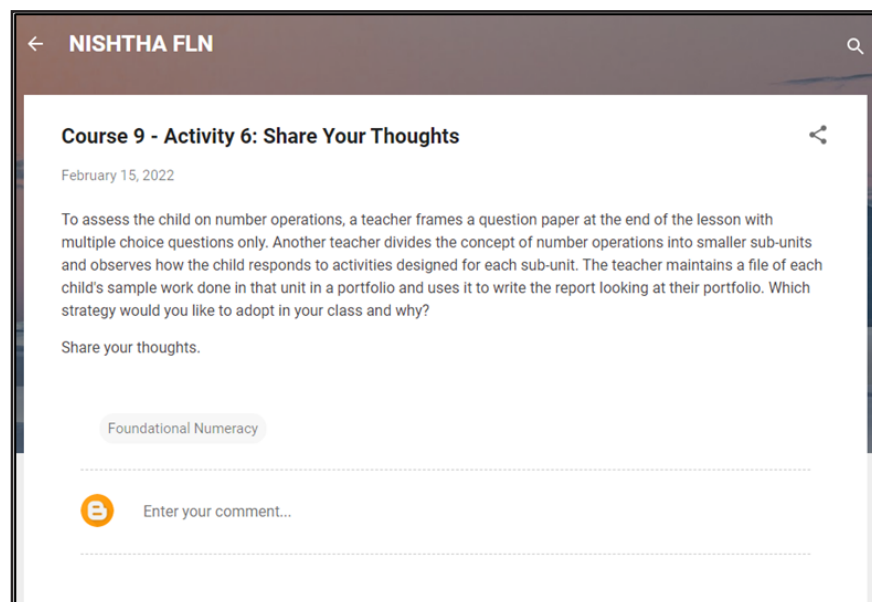 NISHTHA FLN
Course 9 - Activity 6: Share Your Thoughts
February 15, 2022
To assess the child on number operations, a teacher frames a question paper at the end of the lesson with
multiple choice questions only. Another teacher divides the concept of number operations into smaller sub-units
and observes how the child responds to activities designed for each sub-unit. The teacher maintains a file of each
child's sample work done in that unit in a portfolio and uses it to write the report looking at their portfolio. Which
strategy would you like to adopt in your class and why?
Share your thoughts.
Foundational Numeracy
Enter your comment...